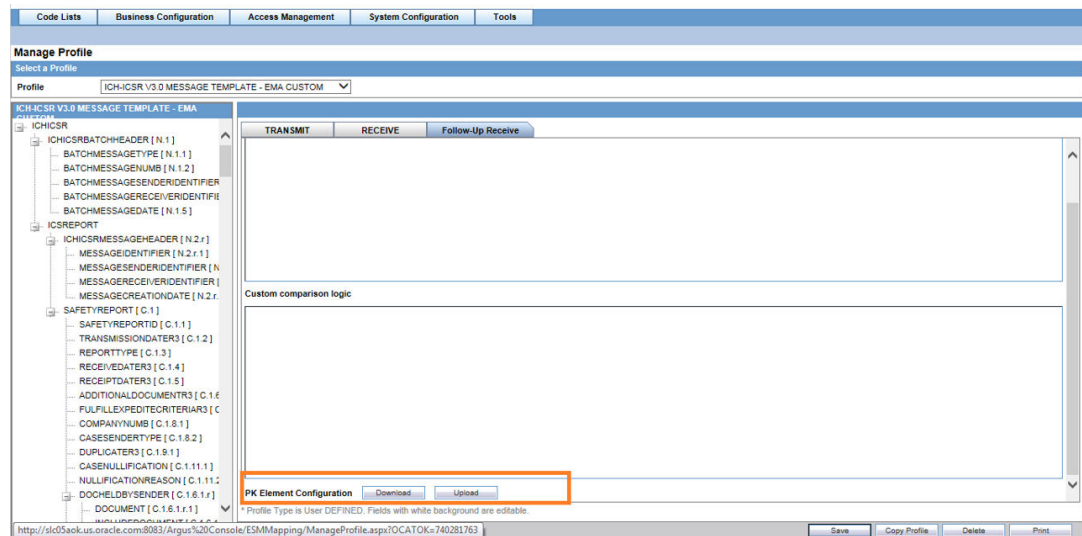 Code Lists Business Configuration Access Management System Configuration Tools
Manage Profile
Select a Profile
Profile ICH-ICSR V3.0 MESSAGE TEMPLATE - EMA CUSTOM
ICH-ICSR V3.0 MESSAGE TEMPLATE - EMA
CUSTOM
ICHICSR
ICHICSRBATCHHEADER [ N.1 ]
BATCHMESSAGETYPE [ N.1.1 ]
BATCHMESSAGENUMB [ N.1.2 ]
BATCHMESSAGESENDERIDENTIFIER
BATCHMESSAGERECEIVERIDENTIFIE
BATCHMESSAGEDATE [ N.1.5 ]
ICSREPORT
ICHICSRMESSAGEHEADER [ N.2.r ]
MESSAGEIDENTIFIER [ N.2.r.1 ]
MESSAGESENDERIDENTIFIER [ N
MESSAGERECEIVERIDENTIFIER [
MESSAGECREATIONDATE [ N.2.r.
SAFETYREPORT [ C.1 ]
SAFETYREPORTID [ C.1.1 ]
TRANSMISSIONDATER3 [ C.1.2 ]
REPORTTYPE [ C.1.3 ]
RECEIVEDATER3 [ C.1.4 ]
RECEIPTDATER3 [ C.1.5 ]
ADDITIONALDOCUMENTR3 [ C.1.6
FULFILLEXPEDITECRITERIAR3 [ C
COMPANYNUMB [ C.1.8.1 ]
CASESENDERTYPE [ C.1.8.2 ]
DUPLICATER3 [ C.1.9.1 ]
CASENULLIFICATION [ C.1.11.1 ]
NULLIFICATIONREASON [ C.1.11.2
DOCHELDBYSENDER [ C.1.6.1.r ]
DOCUMENT [ C.1.6.1.r.1 ]
TRANSMIT RECEIVE Follow-Up Receive
Custom comparison logic
PK Element Configuration Download Upload
* Profile Type is User DEFINED. Fields with white background are editable.
http://slc05aok.us.oracle.com:8083/Argus%20Console/ESMMapping/ManageProfile.aspx?OCATOK=740281763
Save Copy Profile Delete Print